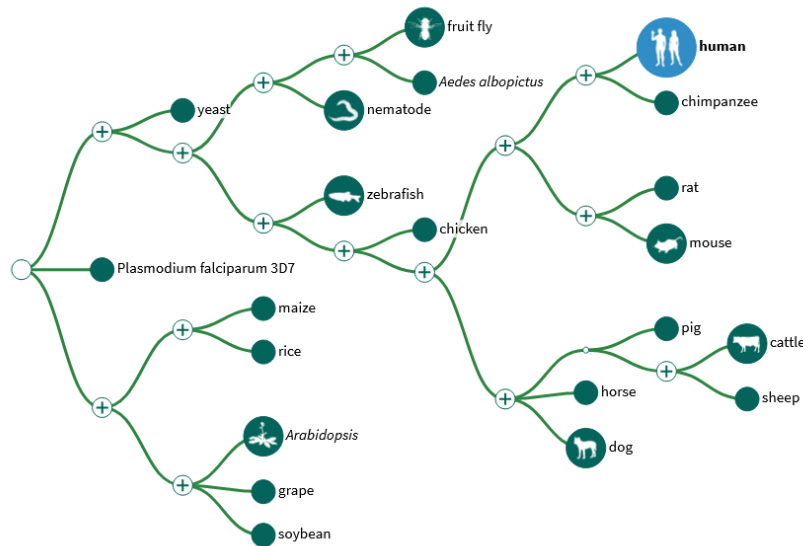 fruit fly
human
Aedes albopictus
chimpanzee
yeast
nematode
zebrafish
rat
chicken
mouse
Plasmodium falciparum 3D7
maize
pig
cattle
rice
horse
sheep
Arabidopsis
dog
grape
soybean